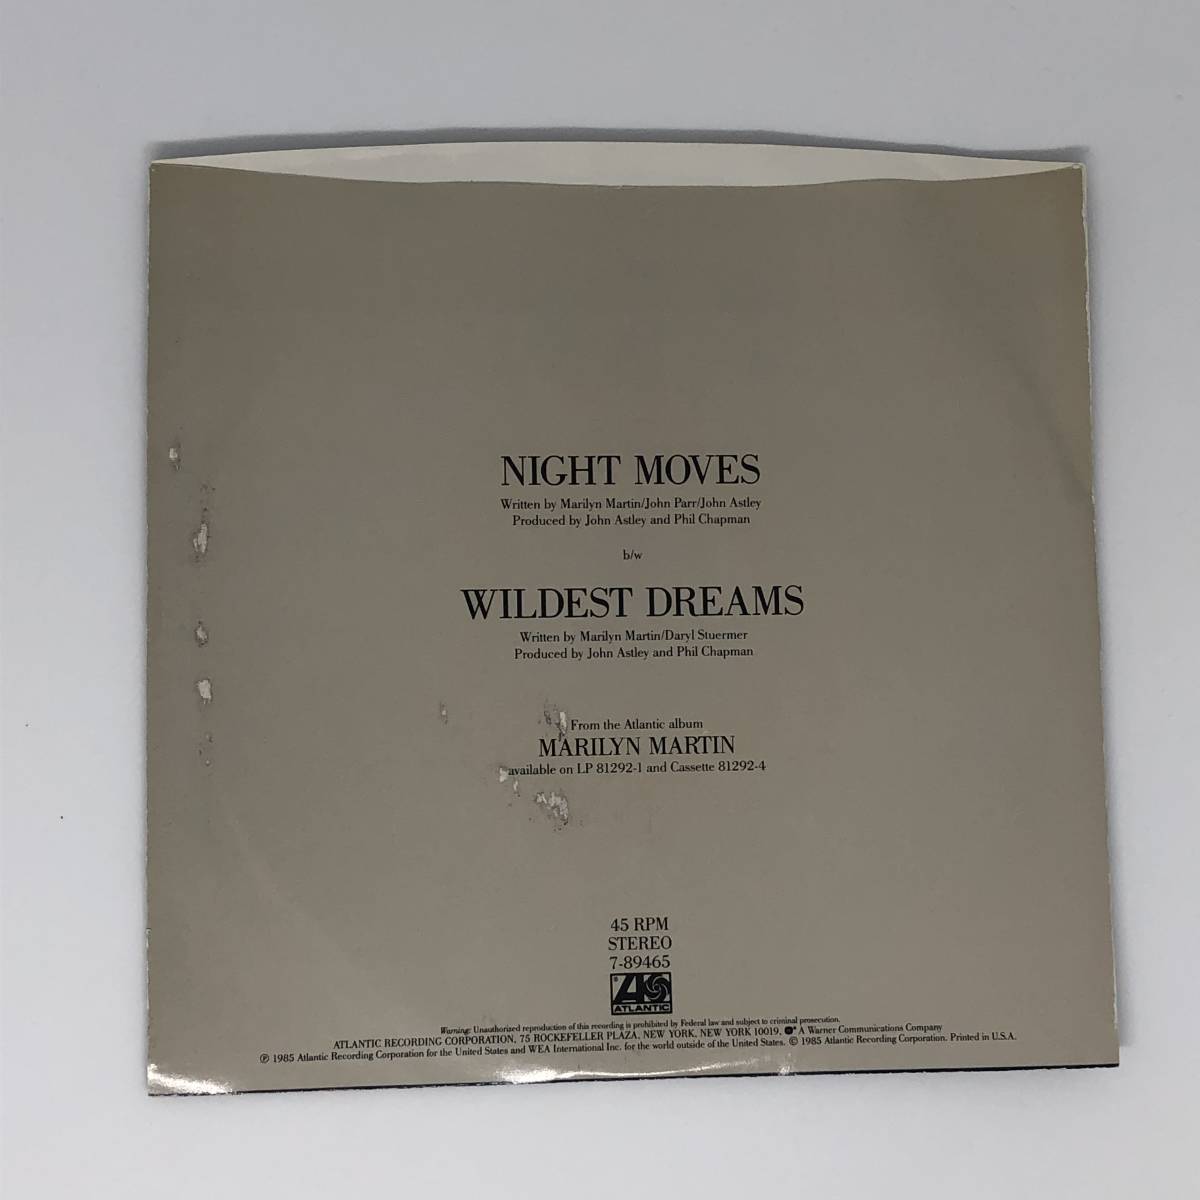 NIGHT MOVES
Written by Marilyn Martin/John Parr/John Astley
Produced by John Astley and Phil Chapman
b/w
WILDEST DREAMS
Written by Marilyn Martin/Daryl Stuermer
Produced by John Astley and Phil Chapman
From the Atlantic album
MARILYN MARTIN
available on LP 81292-1 and Cassette 81292-4
45 RPM
STEREO
7-89465
®
ATLANTIC
Warning: Unauthorized reproduction of this recording is prohibited by Federal law and subject to criminal prosecution.
ATLANTIC RECORDING CORPORATION, 75 ROCKEFELLER PLAZA, NEW YORK, NEW YORK 10019. A Warner Communications Company
℗ 1985 Atlantic Recording Corporation for the United States and WEA International Inc. for the world outside of the United States. © 1985 Atlantic Recording Corporation. Printed in U.S.A.